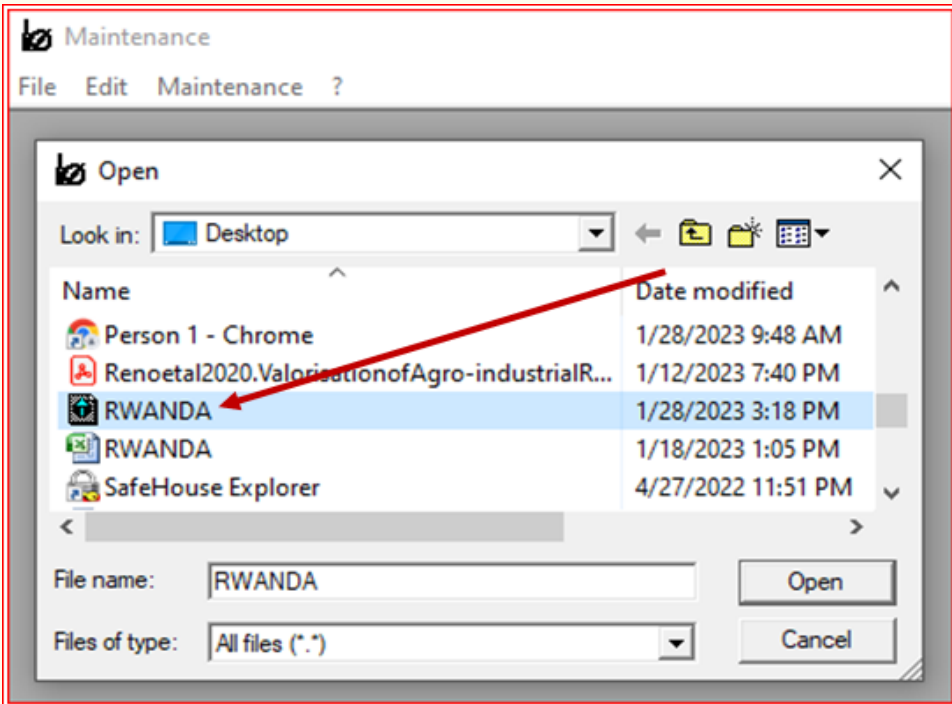 Maintenance
File Edit Maintenance ?
Open
Look in: Desktop
Name Date modified
Person 1 - Chrome 1/28/2023 9:48 AM
Renoetal2020.ValorisationofAgro-industrialR... 1/12/2023 7:40 PM
RWANDA 1/28/2023 3:18 PM
RWANDA 1/18/2023 1:05 PM
SafeHouse Explorer 4/27/2022 11:51 PM
File name: RWANDA Open
Files of type: All files (*.*) Cancel